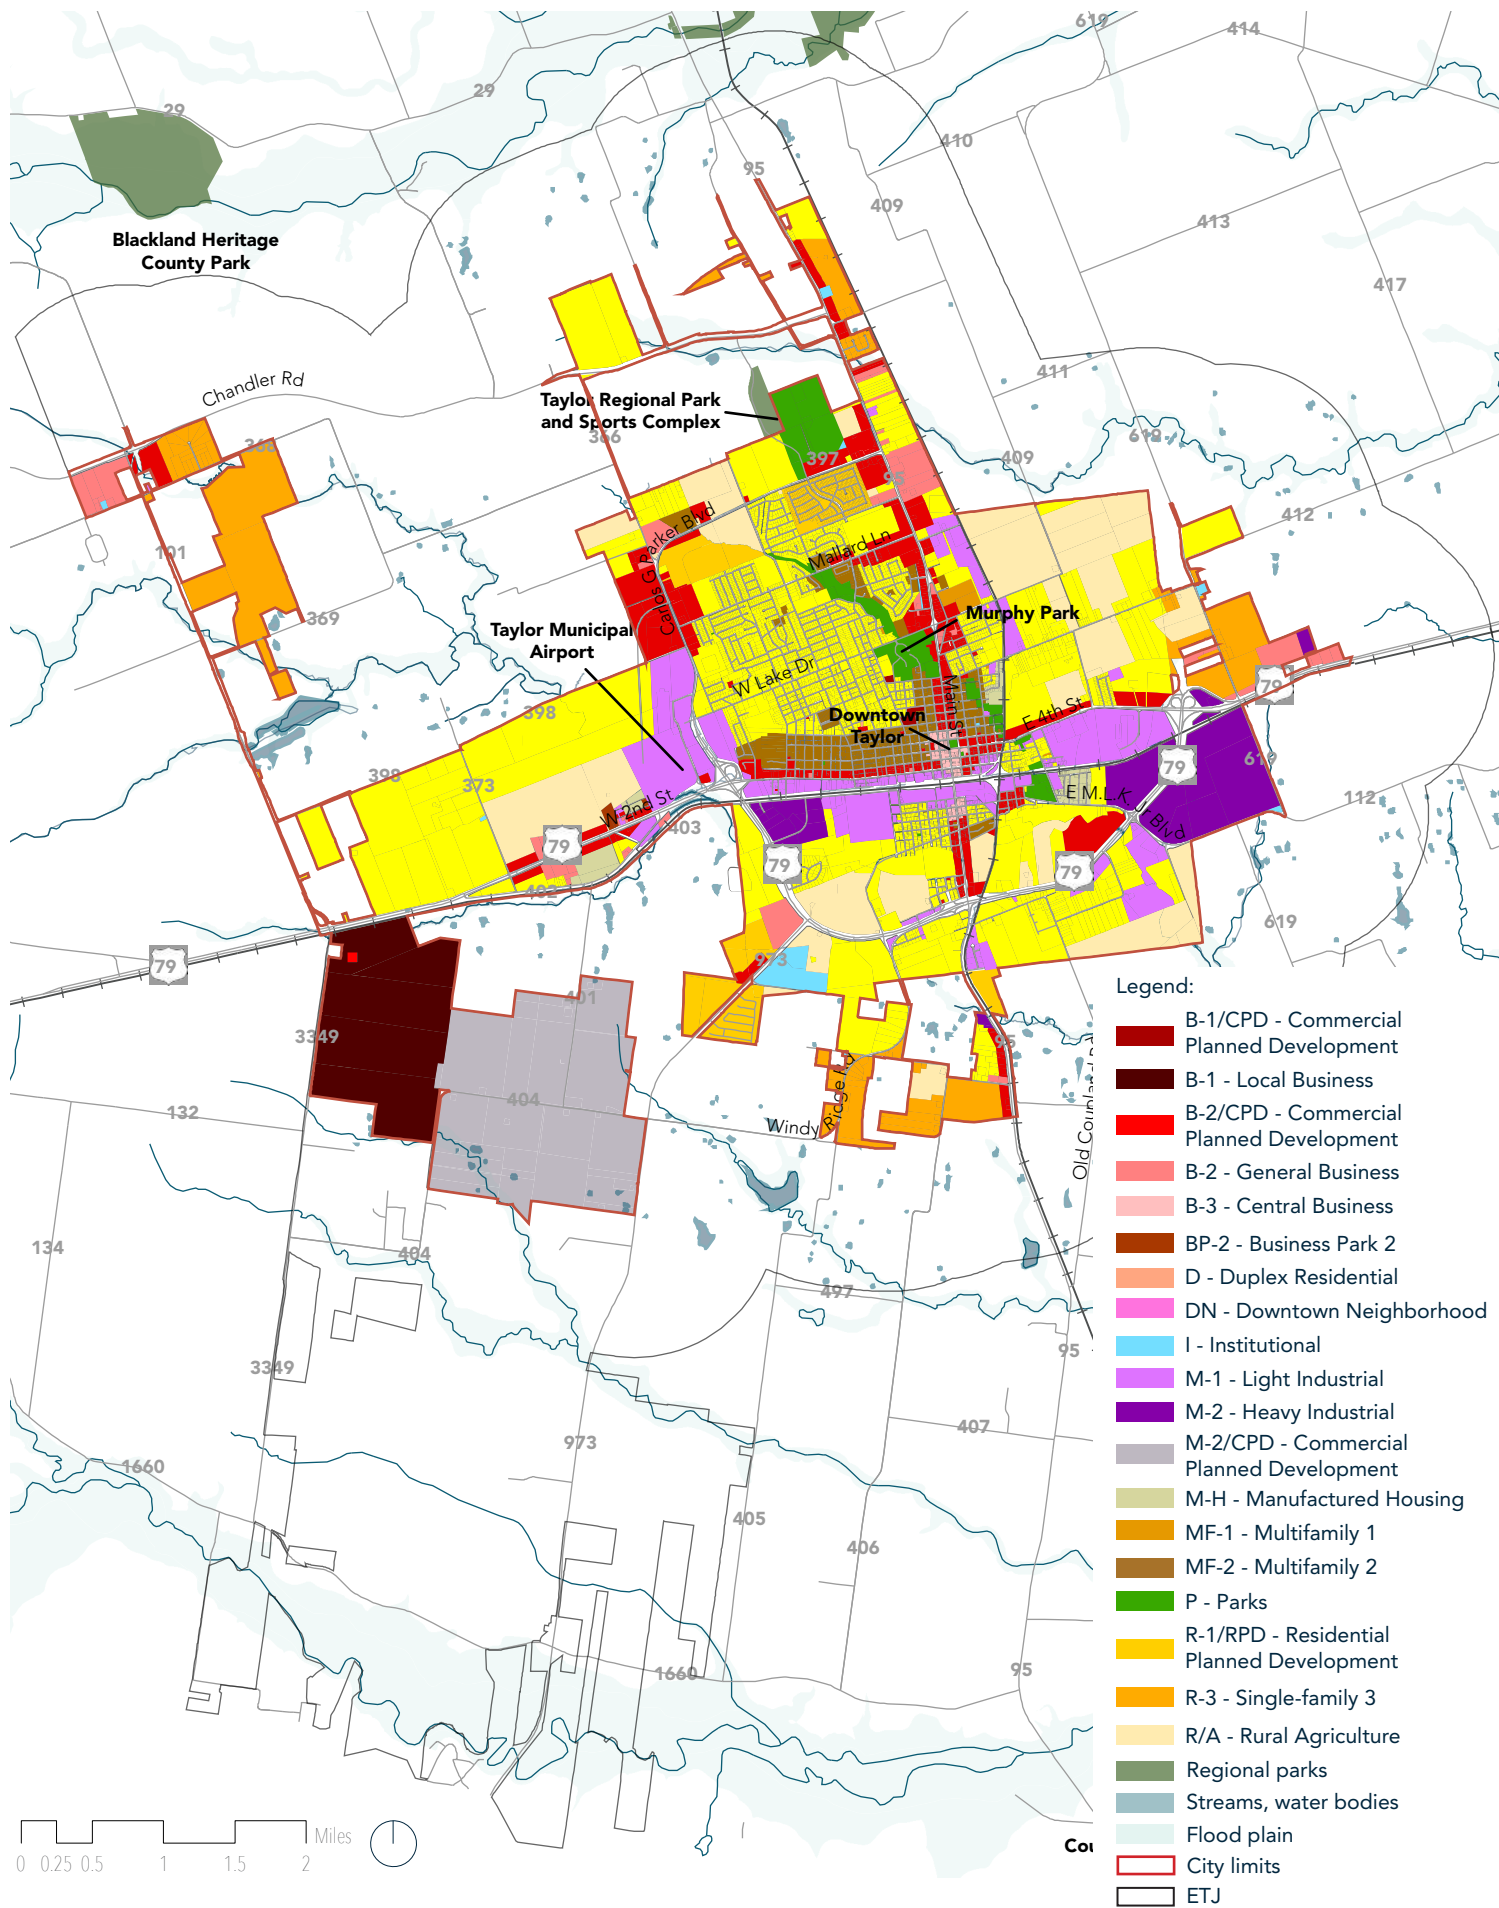 619
414
29
29
410
95
409
413
417
Blackland Heritage
County Park
411
Chandler Rd
Taylor Regional Park
and Sports Complex
366
368
397
95
409
619
412
101
Carlos G. Parker Blvd
Mallard Ln
369
Murphy Park
Taylor Municipal
Airport
W Lake Dr
Main St
79
398
Downtown
Taylor
E 4th St
398
373
79
619
112
W 2nd St
E M.L.K. Jr Blvd
403
79
79
79
402
619
973
79
401
3349
95
404
132
Windy Ridge Rd
Old Coupland Rd
134
404
497
95
3349
407
973
1660
405
406
1660
95
Miles
0 0.25 0.5 1 1.5 2
Cou
Legend:
B-1/CPD - Commercial
Planned Development
B-1 - Local Business
B-2/CPD - Commercial
Planned Development
B-2 - General Business
B-3 - Central Business
BP-2 - Business Park 2
D - Duplex Residential
DN - Downtown Neighborhood
I - Institutional
M-1 - Light Industrial
M-2 - Heavy Industrial
M-2/CPD - Commercial
Planned Development
M-H - Manufactured Housing
MF-1 - Multifamily 1
MF-2 - Multifamily 2
P - Parks
R-1/RPD - Residential
Planned Development
R-3 - Single-family 3
R/A - Rural Agriculture
Regional parks
Streams, water bodies
Flood plain
City limits
ETJ